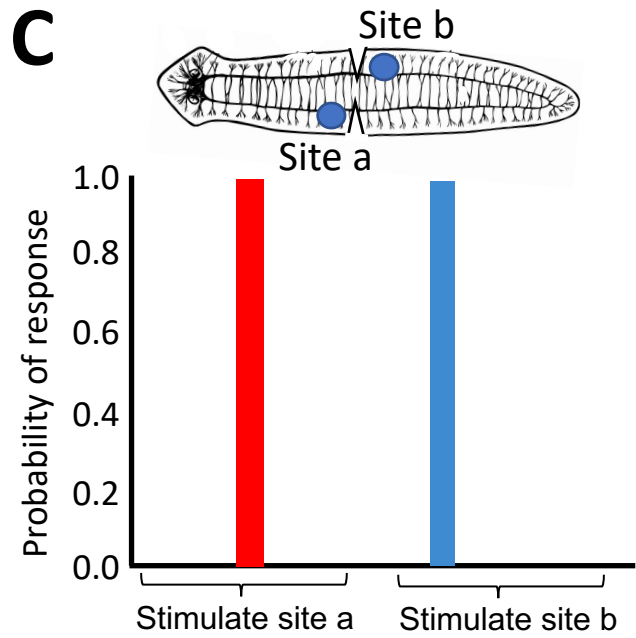 C
Site b
Site a
Probability of response
1.0
0.8
0.6
0.4
0.2
0.0
Stimulate site a
Stimulate site b